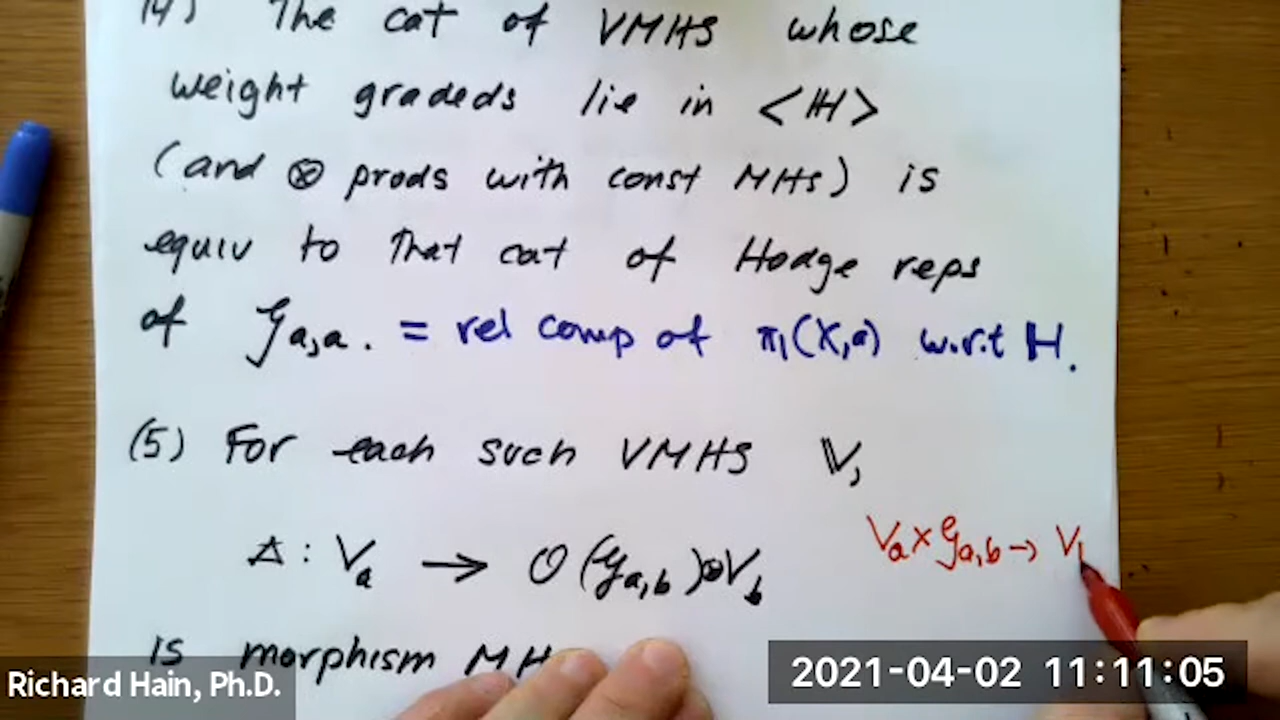 14) The cat of VMHS whose
weight gradeds lie in <ℍ>
(and ⊗ prods with const MHS) is
equiv to that cat of Hodge reps
of 𝒢a,a. = rel comp of π₁(X,a) w.r.t ℍ.
(5) For each such VMHS 𝕍,
Δ : Va → 𝒪(𝒢a,b)⊗Vb
Va × 𝒢a,b → V
is morphism MH
Richard Hain, Ph.D.
2021-04-02 11:11:05